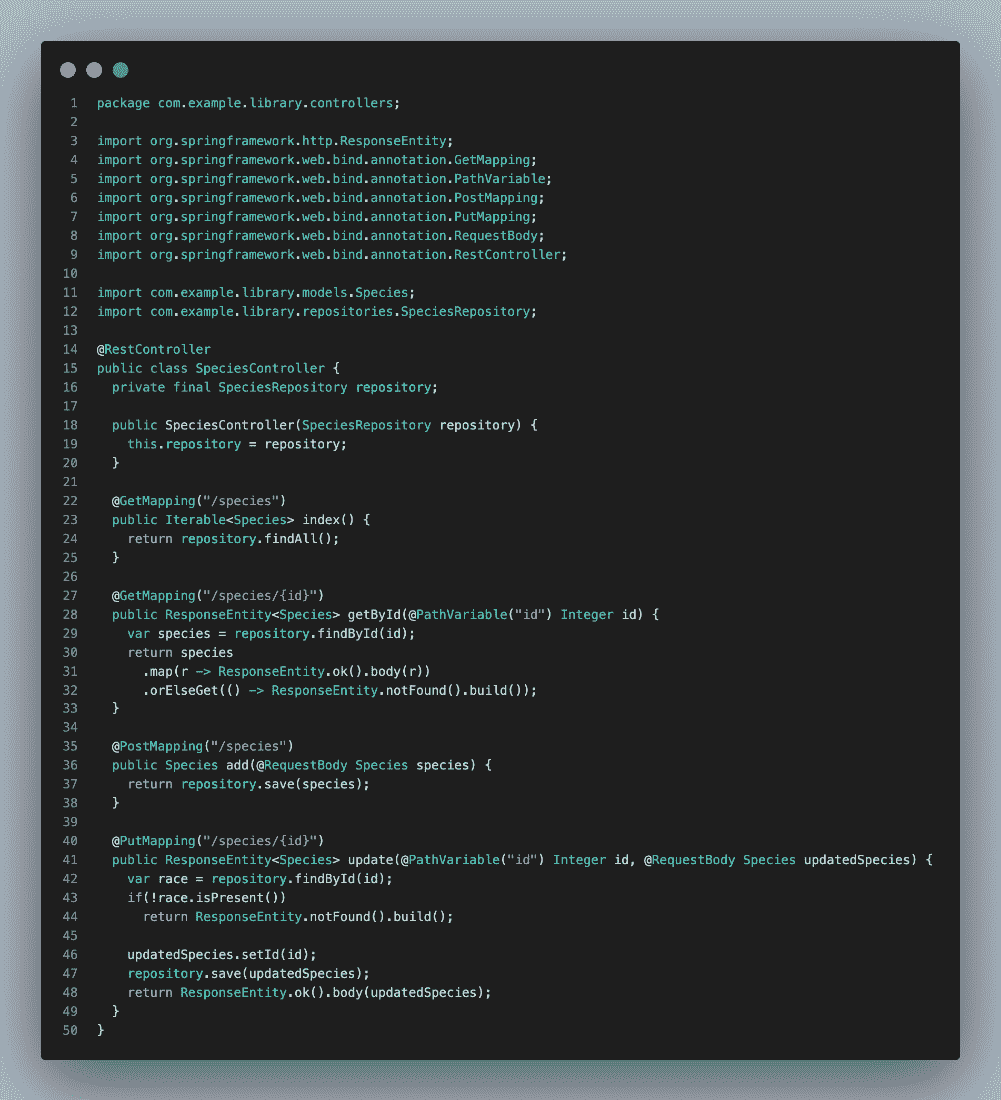 1 package com.example.library.controllers;
2
3 import org.springframework.http.ResponseEntity;
4 import org.springframework.web.bind.annotation.GetMapping;
5 import org.springframework.web.bind.annotation.PathVariable;
6 import org.springframework.web.bind.annotation.PostMapping;
7 import org.springframework.web.bind.annotation.PutMapping;
8 import org.springframework.web.bind.annotation.RequestBody;
9 import org.springframework.web.bind.annotation.RestController;
10
11 import com.example.library.models.Species;
12 import com.example.library.repositories.SpeciesRepository;
13
14 @RestController
15 public class SpeciesController {
16   private final SpeciesRepository repository;
17
18   public SpeciesController(SpeciesRepository repository) {
19     this.repository = repository;
20   }
21
22   @GetMapping("/species")
23   public Iterable<Species> index() {
24     return repository.findAll();
25   }
26
27   @GetMapping("/species/{id}")
28   public ResponseEntity<Species> getById(@PathVariable("id") Integer id) {
29     var species = repository.findById(id);
30     return species
31       .map(r -> ResponseEntity.ok().body(r))
32       .orElseGet(() -> ResponseEntity.notFound().build());
33   }
34
35   @PostMapping("/species")
36   public Species add(@RequestBody Species species) {
37     return repository.save(species);
38   }
39
40   @PutMapping("/species/{id}")
41   public ResponseEntity<Species> update(@PathVariable("id") Integer id, @RequestBody Species updatedSpecies) {
42     var race = repository.findById(id);
43     if(!race.isPresent())
44       return ResponseEntity.notFound().build();
45
46     updatedSpecies.setId(id);
47     repository.save(updatedSpecies);
48     return ResponseEntity.ok().body(updatedSpecies);
49   }
50 }